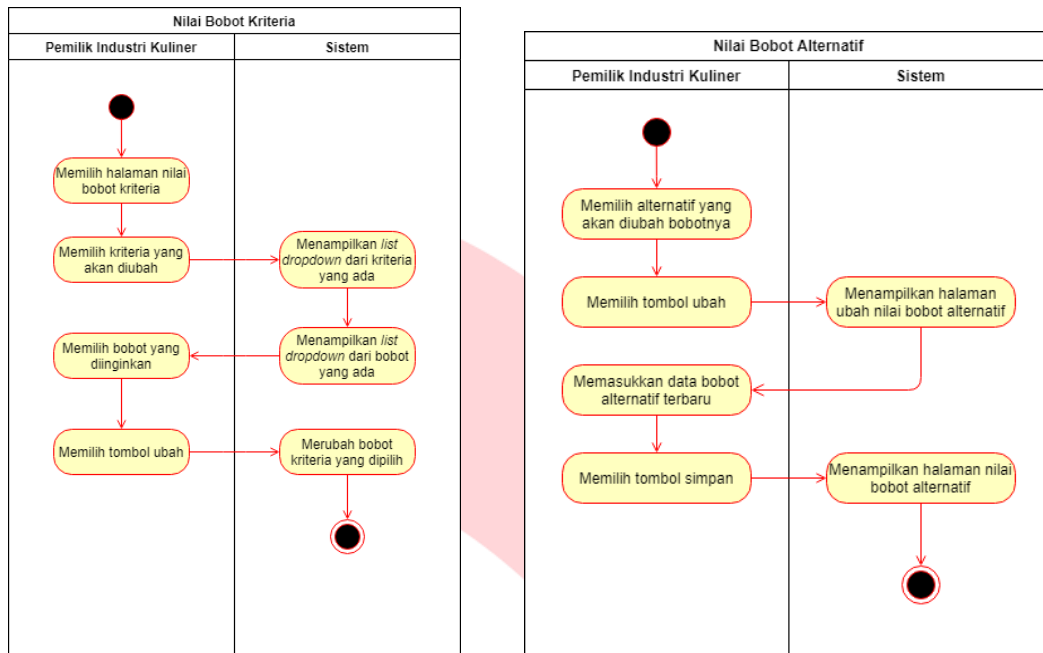 Nilai Bobot Kriteria
Pemilik Industri Kuliner
Sistem
Memilih halaman nilai
bobot kriteria
Memilih kriteria yang
akan diubah
Menampilkan list
dropdown dari kriteria
yang ada
Menampilkan list
dropdown dari bobot
yang ada
Memilih bobot yang
diinginkan
Memilih tombol ubah
Merubah bobot
kriteria yang dipilih
Nilai Bobot Alternatif
Pemilik Industri Kuliner
Sistem
Memilih alternatif yang
akan diubah bobotnya
Memilih tombol ubah
Menampilkan halaman
ubah nilai bobot alternatif
Memasukkan data bobot
alternatif terbaru
Memilih tombol simpan
Menampilkan halaman nilai
bobot alternatif